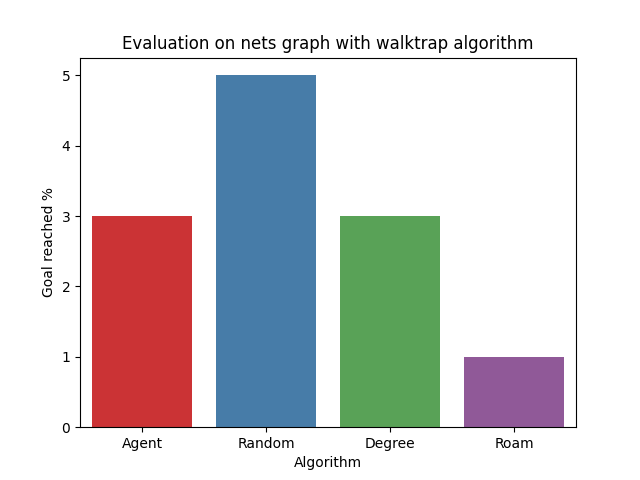 Evaluation on nets graph with walktrap algorithm
5
4
3
2
1
0
Goal reached %
Agent Random Degree Roam
Algorithm